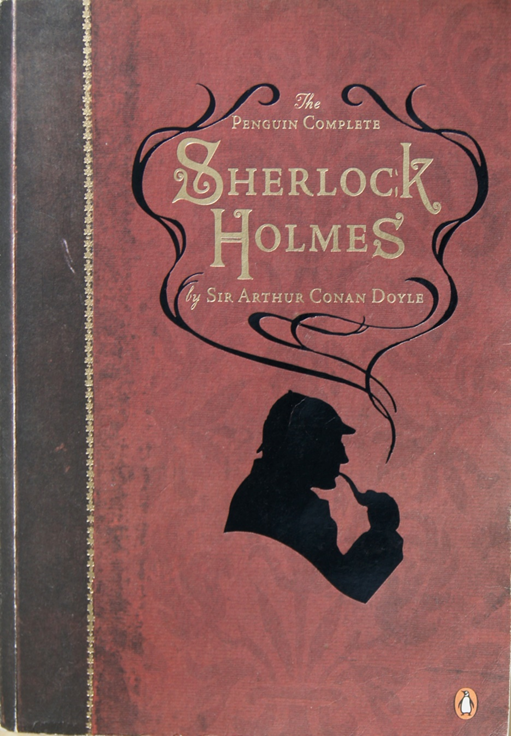 The
PENGUIN COMPLETE
SHERLOCK
HOLMES
by SIR ARTHUR CONAN DOYLE